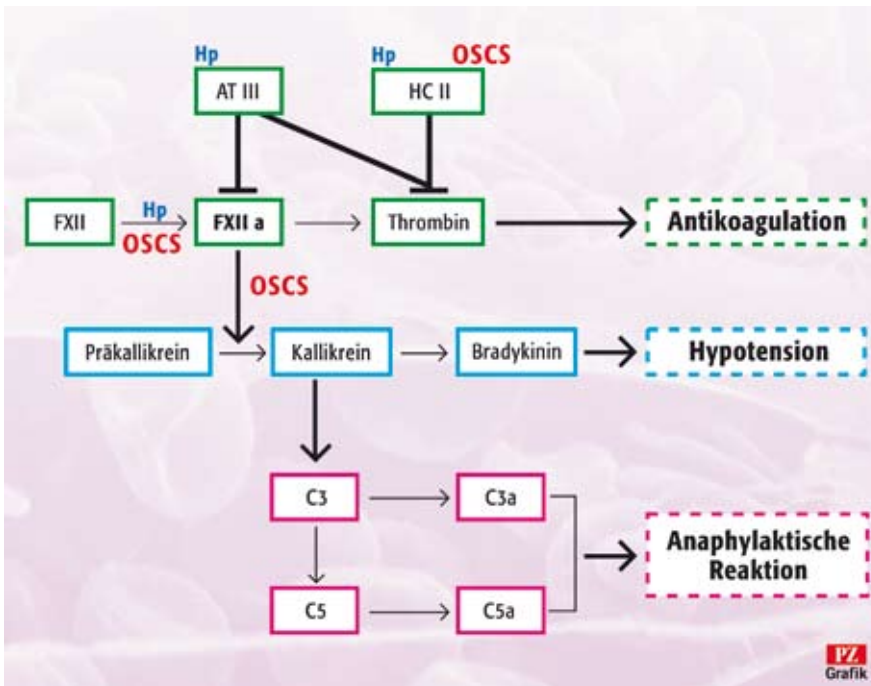 Hp
AT III
Hp
OSCS
HC II
FXII
Hp
OSCS
FXII a
Thrombin
Antikoagulation
OSCS
Präkallikrein
Kallikrein
Bradykinin
Hypotension
C3
C3a
Anaphylaktische
Reaktion
C5
C5a
PZ
Grafik